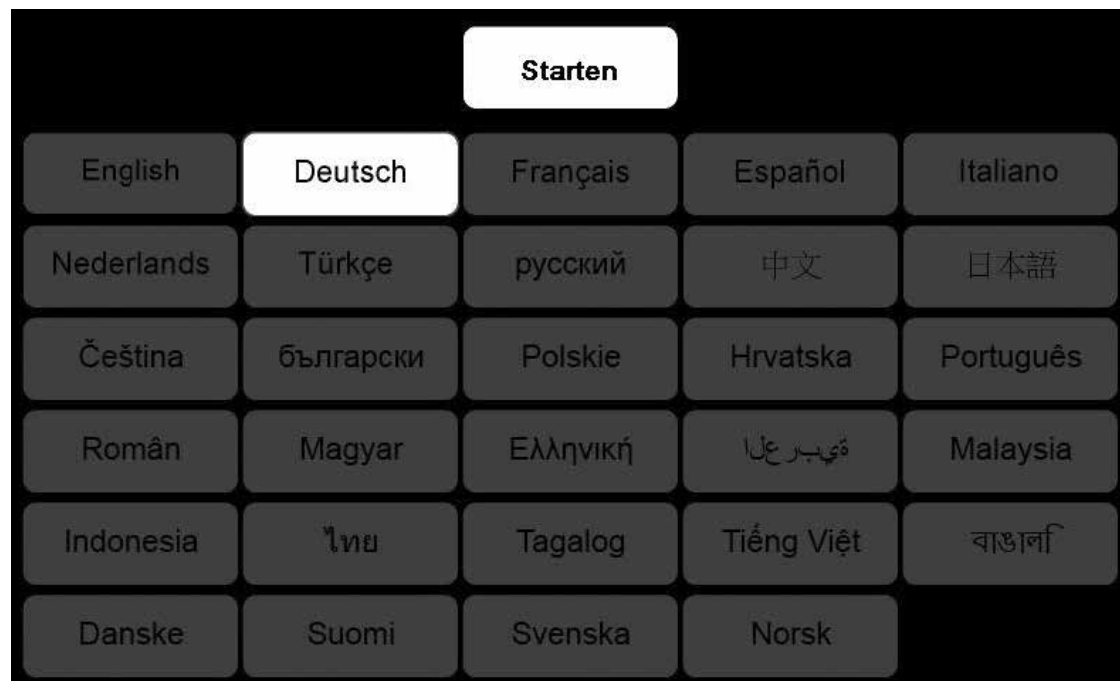 Starten
English Deutsch Français Español Italiano
Nederlands Türkçe русский 中文 日本語
Čeština български Polskie Hrvatska Português
Român Magyar Ελληνική ةيبرعلا Malaysia
Indonesia ไทย Tagalog Tiếng Việt বাঙালি
Danske Suomi Svenska Norsk